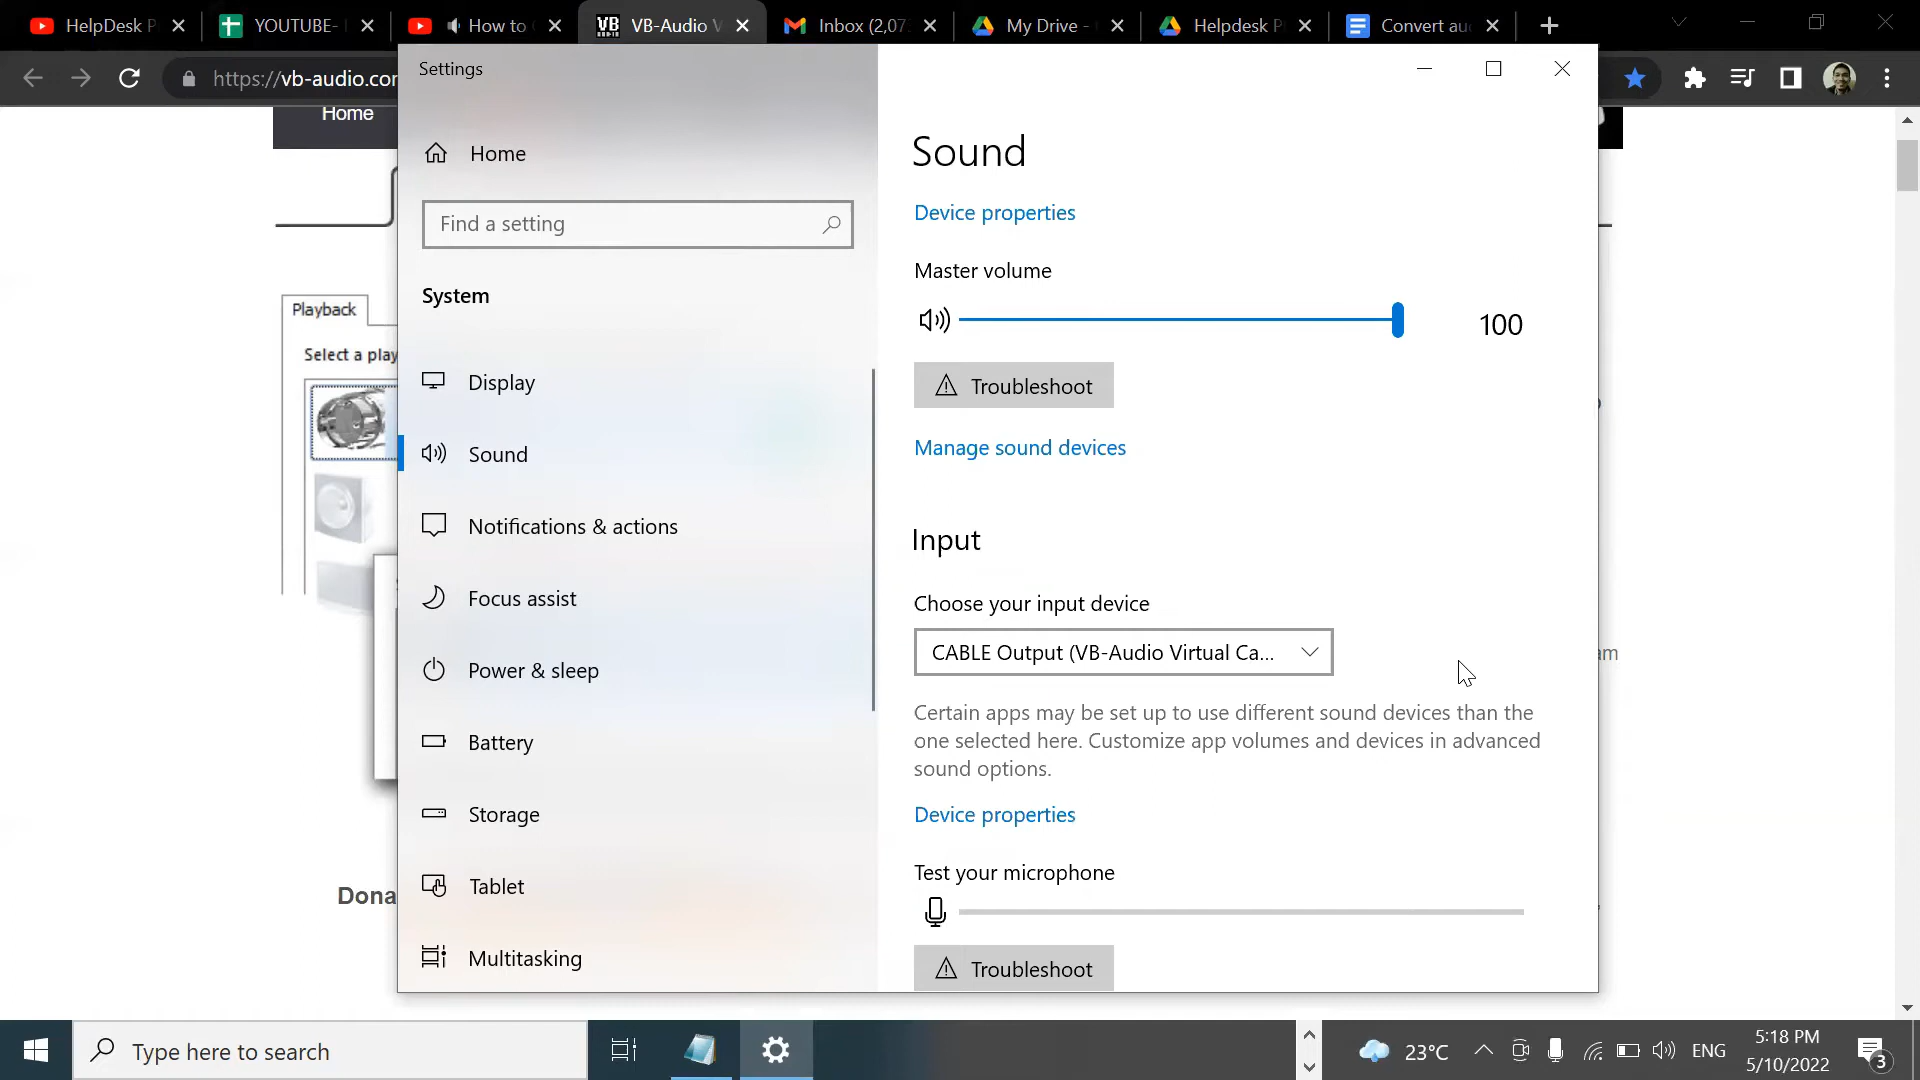 HelpDesk P
YOUTUBE-
How to
VB-Audio V
Inbox (2,07
My Drive -
Helpdesk P
Convert au
https://vb-audio.cor
Home
Playback
Select a play
Dona
am
Settings
Home
Find a setting
System
Display
Sound
Notifications & actions
Focus assist
Power & sleep
Battery
Storage
Tablet
Multitasking
Sound
Device properties
Master volume
100
Troubleshoot
Manage sound devices
Input
Choose your input device
CABLE Output (VB-Audio Virtual Ca...
Certain apps may be set up to use different sound devices than the
one selected here. Customize app volumes and devices in advanced
sound options.
Device properties
Test your microphone
Troubleshoot
Type here to search
23°C
ENG
5:18 PM
5/10/2022
3